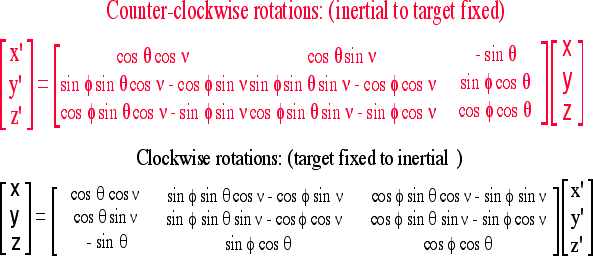 Counter-clockwise rotations: (inertial to target fixed)
x' cos θ cos ν cos θ sin ν - sin θ x
y' = sin ϕ sin θ cos ν - cos ϕ sin ν sin ϕ sin θ sin ν - cos ϕ cos ν sin ϕ cos θ y
z' cos ϕ sin θ cos ν - sin ϕ sin ν cos ϕ sin θ sin ν - sin ϕ cos ν cos ϕ cos θ z
Clockwise rotations: (target fixed to inertial )
x cos θ cos ν sin ϕ sin θ cos ν - cos ϕ sin ν cos ϕ sin θ cos ν - sin ϕ sin ν x'
y = cos θ sin ν sin ϕ sin θ sin ν - cos ϕ cos ν cos ϕ sin θ sin ν - sin ϕ cos ν y'
z - sin θ sin ϕ cos θ cos ϕ cos θ z'